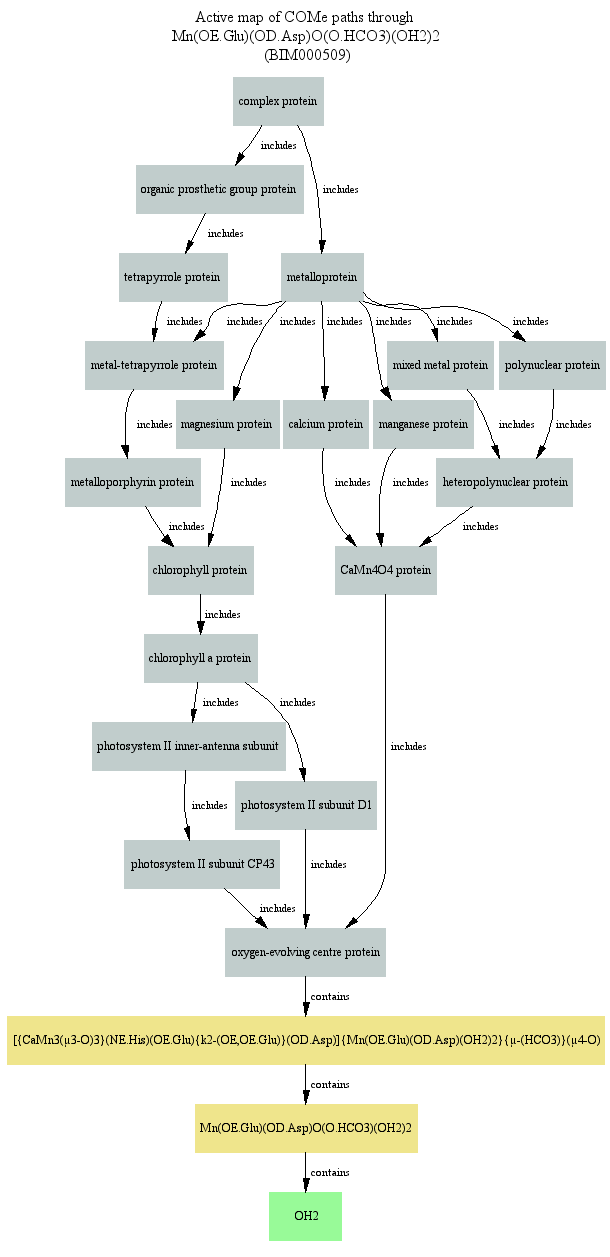 Active map of COMe paths through
Mn(OE.Glu)(OD.Asp)O(O.HCO3)(OH2)2
(BIM000509)
complex protein
includes
organic prosthetic group protein
includes
includes
tetrapyrrole protein
metalloprotein
includes
includes
includes
includes
includes
includes
includes
metal-tetrapyrrole protein
mixed metal protein
polynuclear protein
magnesium protein
calcium protein
manganese protein
includes
includes
includes
metalloporphyrin protein
heteropolynuclear protein
includes
includes
includes
includes
includes
chlorophyll protein
CaMn4O4 protein
includes
chlorophyll a protein
includes
includes
photosystem II inner-antenna subunit
includes
photosystem II subunit D1
includes
photosystem II subunit CP43
includes
includes
oxygen-evolving centre protein
contains
[{CaMn3(μ3-O)3}(NE.His)(OE.Glu){k2-(OE,OE.Glu)}(OD.Asp)]{Mn(OE.Glu)(OD.Asp)(OH2)2}{μ-(HCO3)}(μ4-O)
contains
Mn(OE.Glu)(OD.Asp)O(O.HCO3)(OH2)2
contains
OH2